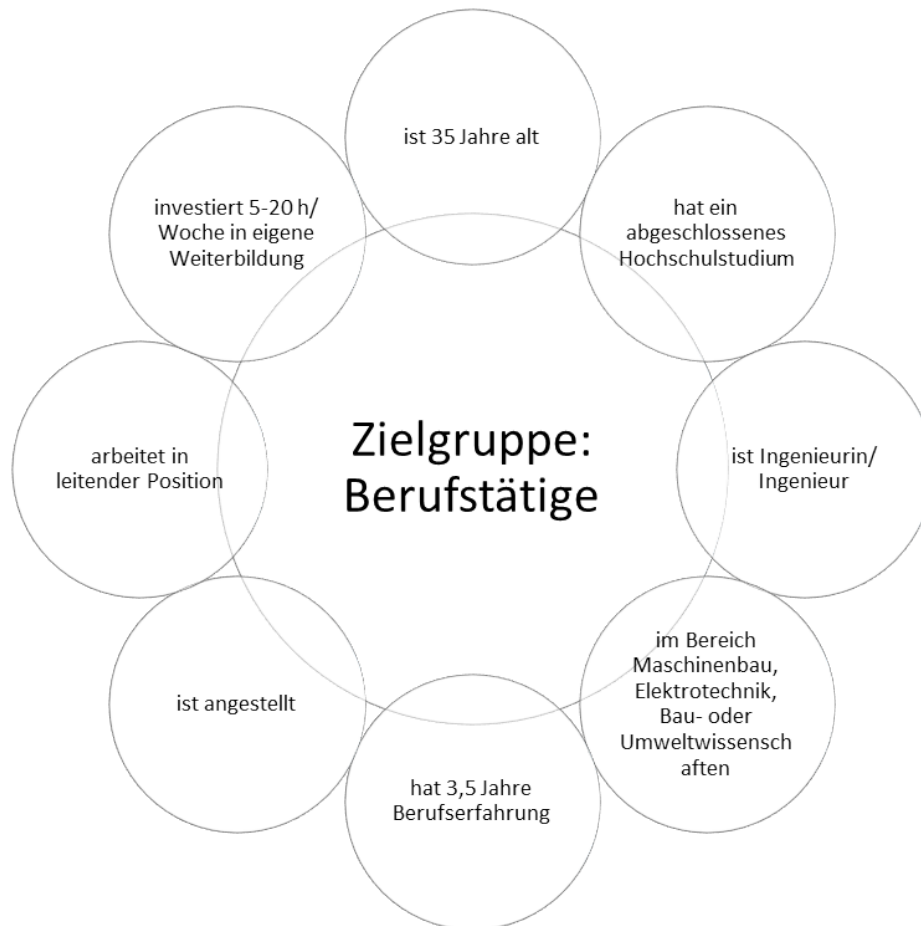 ist 35 Jahre alt
hat ein
abgeschlossenes
Hochschulstudium
ist Ingenieurin/
Ingenieur
im Bereich
Maschinenbau,
Elektrotechnik,
Bau- oder
Umweltwissensch
aften
hat 3,5 Jahre
Berufserfahrung
ist angestellt
arbeitet in
leitender Position
investiert 5-20 h/
Woche in eigene
Weiterbildung
Zielgruppe:
Berufstätige